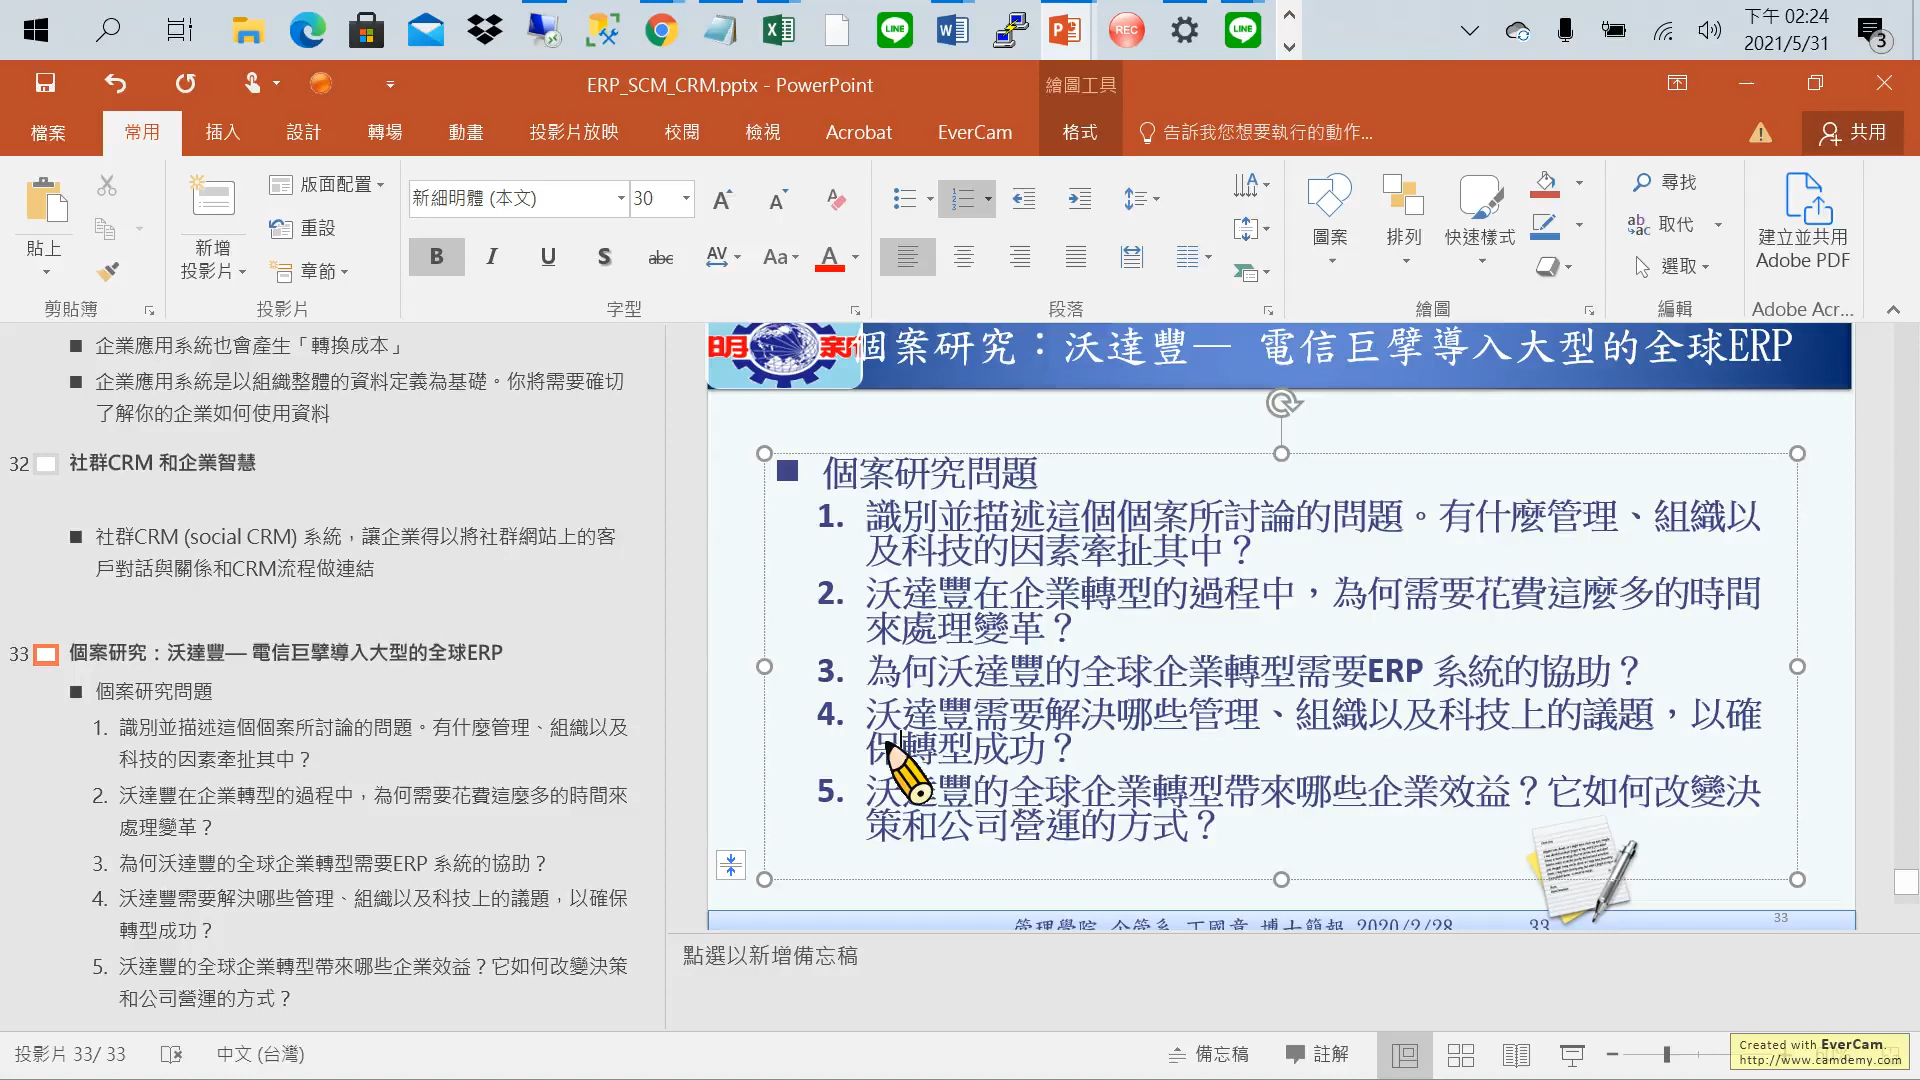 下午 02:24
2021/5/31
3
LINE
REC
LINE
ERP_SCM_CRM.pptx - PowerPoint
繪圖工具
檔案
常用
插入
設計
轉場
動畫
投影片放映
校閱
檢視
Acrobat
EverCam
格式
告訴我您想要執行的動作...
共用
貼上
剪貼簿
新增
投影片
版面配置
重設
章節
投影片
新細明體 (本文)
30
B I U S abc AV Aa A
字型
段落
圖案
排列
快速樣式
繪圖
尋找
取代
選取
編輯
建立並共用
Adobe PDF
Adobe Acr...
企業應用系統也會產生「轉換成本」
企業應用系統是以組織整體的資料定義為基礎。你將需要確切
了解你的企業如何使用資料
32 社群CRM 和企業智慧
社群CRM (social CRM) 系統，讓企業得以將社群網站上的客
戶對話與關係和CRM流程做連結
33 個案研究：沃達豐— 電信巨擘導入大型的全球ERP
個案研究問題
1. 識別並描述這個個案所討論的問題。有什麼管理、組織以及
科技的因素牽扯其中？
2. 沃達豐在企業轉型的過程中，為何需要花費這麼多的時間來
處理變革？
3. 為何沃達豐的全球企業轉型需要ERP 系統的協助？
4. 沃達豐需要解決哪些管理、組織以及科技上的議題，以確保
轉型成功？
5. 沃達豐的全球企業轉型帶來哪些企業效益？它如何改變決策
和公司營運的方式？
明
個案研究：沃達豐— 電信巨擘導入大型的全球ERP
個案研究問題
1. 識別並描述這個個案所討論的問題。有什麼管理、組織以
及科技的因素牽扯其中？
2. 沃達豐在企業轉型的過程中，為何需要花費這麼多的時間
來處理變革？
3. 為何沃達豐的全球企業轉型需要ERP 系統的協助？
4. 沃達豐需要解決哪些管理、組織以及科技上的議題，以確
保轉型成功？
5. 沃達豐的全球企業轉型帶來哪些企業效益？它如何改變決
策和公司營運的方式？
2020/2/28 33
33
點選以新增備忘稿
投影片 33/ 33
中文 (台灣)
備忘稿
註解
Created with EverCam.
http://www.camdemy.com